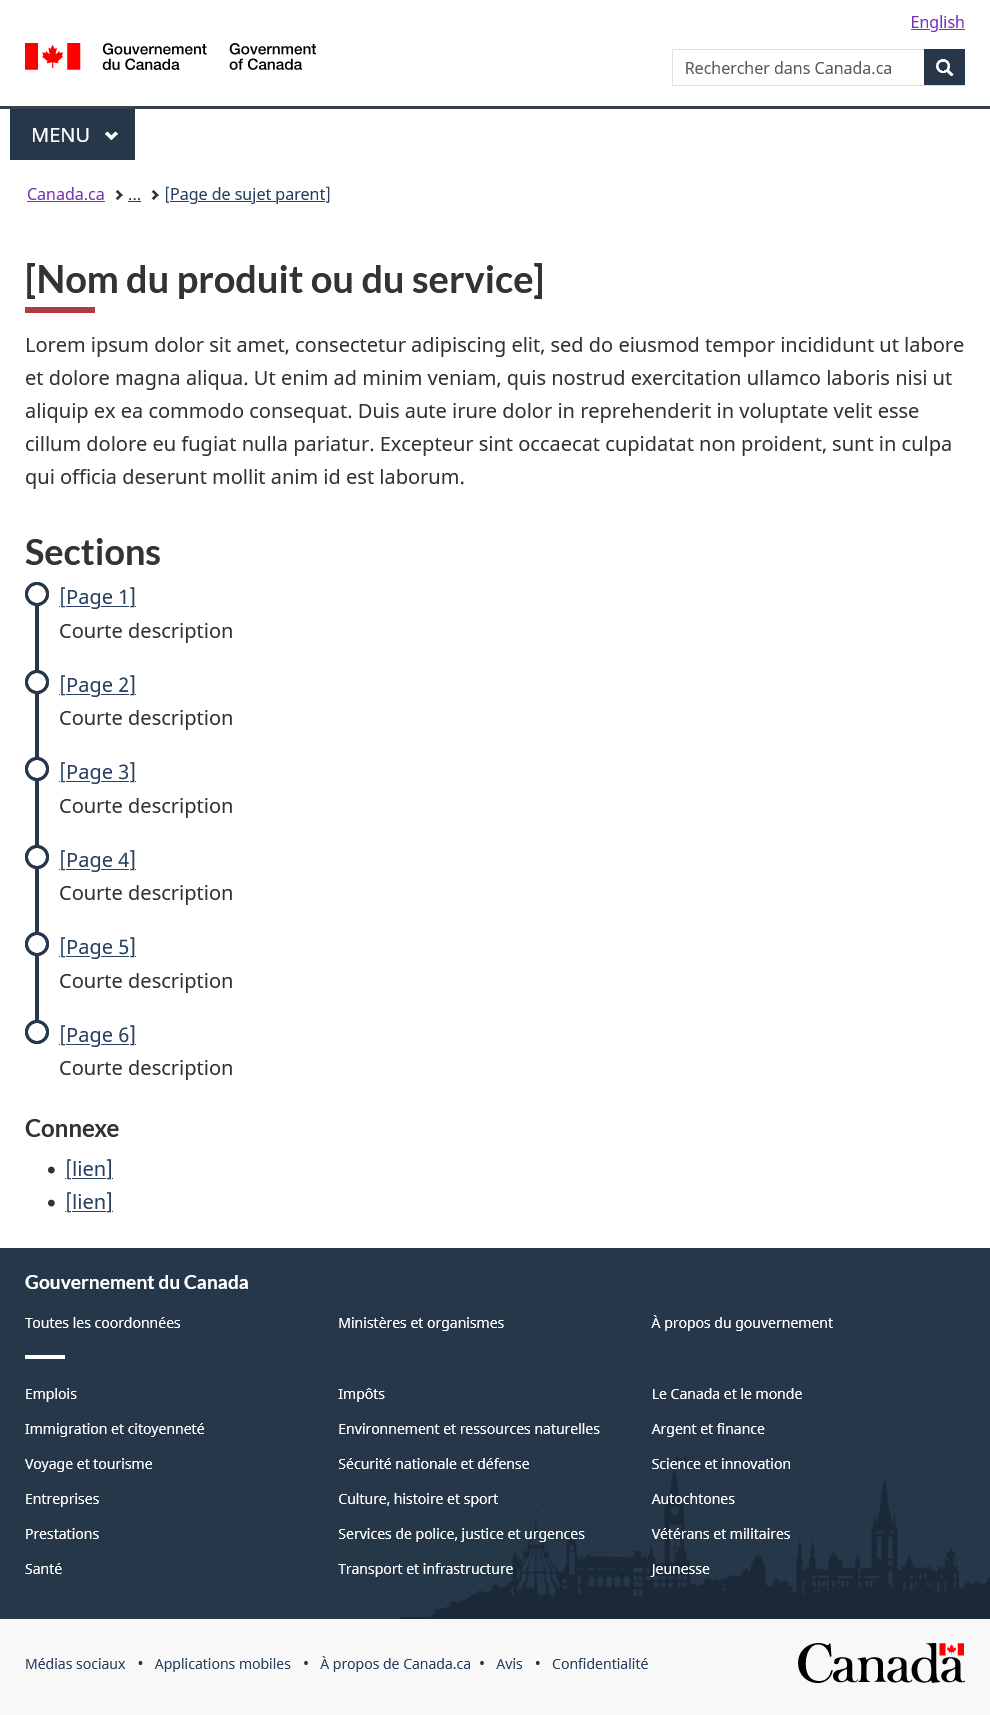 English
Gouvernement du Canada
Government of Canada
Rechercher dans Canada.ca
MENU
Canada.ca > ... > [Page de sujet parent]
[Nom du produit ou du service]
Lorem ipsum dolor sit amet, consectetur adipiscing elit, sed do eiusmod tempor incididunt ut labore
et dolore magna aliqua. Ut enim ad minim veniam, quis nostrud exercitation ullamco laboris nisi ut
aliquip ex ea commodo consequat. Duis aute irure dolor in reprehenderit in voluptate velit esse
cillum dolore eu fugiat nulla pariatur. Excepteur sint occaecat cupidatat non proident, sunt in culpa
qui officia deserunt mollit anim id est laborum.
Sections
[Page 1]
Courte description
[Page 2]
Courte description
[Page 3]
Courte description
[Page 4]
Courte description
[Page 5]
Courte description
[Page 6]
Courte description
Connexe
• [lien]
• [lien]
Gouvernement du Canada
Toutes les coordonnées
Ministères et organismes
À propos du gouvernement
Emplois
Impôts
Le Canada et le monde
Immigration et citoyenneté
Environnement et ressources naturelles
Argent et finance
Voyage et tourisme
Sécurité nationale et défense
Science et innovation
Entreprises
Culture, histoire et sport
Autochtones
Prestations
Services de police, justice et urgences
Vétérans et militaires
Santé
Transport et infrastructure
Jeunesse
Médias sociaux • Applications mobiles • À propos de Canada.ca • Avis • Confidentialité
Canada